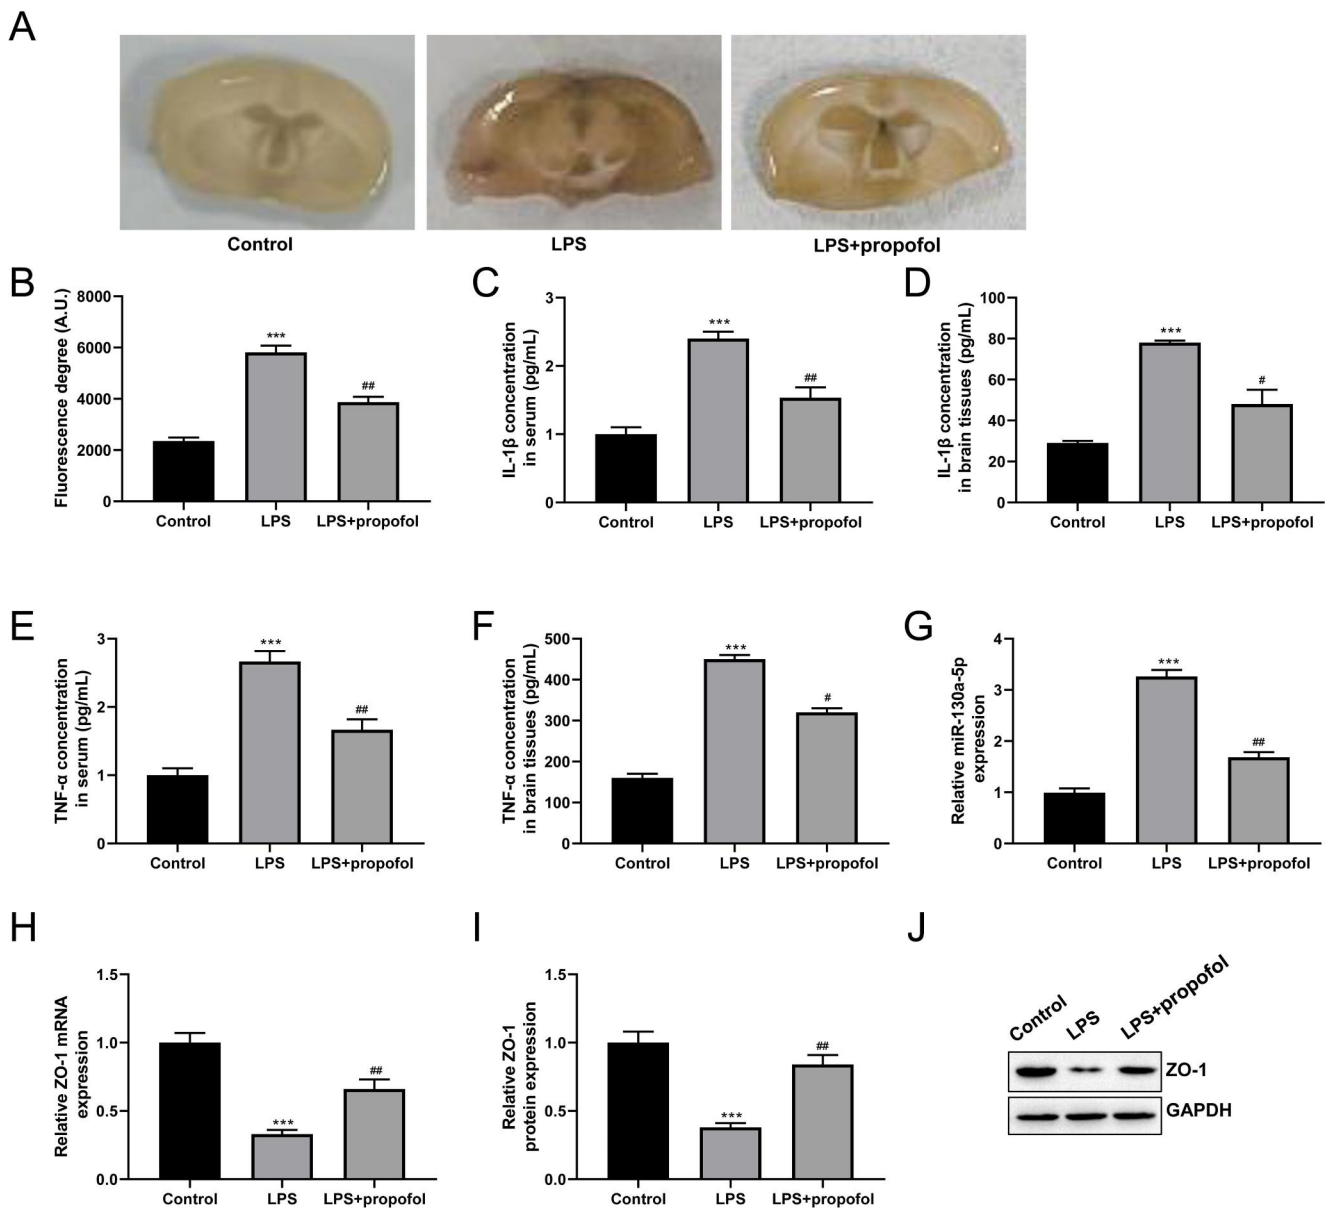 A
Control
LPS
LPS+propofol
B
Fluorescence degree (A.U.)
8000
6000
4000
2000
0
***
##
Control
LPS
LPS+propofol
C
IL-1β concentration
in serum (pg/mL)
3
2
1
0
***
##
Control
LPS
LPS+propofol
D
IL-1β concentration
in brain tissues (pg/mL)
100
80
60
40
20
0
***
#
Control
LPS
LPS+propofol
E
TNF-α concentration
in serum (pg/mL)
3
2
1
0
***
##
Control
LPS
LPS+propofol
F
TNF-α concentration
in brain tissues (pg/mL)
500
400
300
200
100
0
***
#
Control
LPS
LPS+propofol
G
Relative miR-130a-5p
expression
4
3
2
1
0
***
##
Control
LPS
LPS+propofol
H
Relative ZO-1 mRNA
expression
1.5
1.0
0.5
0.0
***
##
Control
LPS
LPS+propofol
I
Relative ZO-1
protein expression
1.5
1.0
0.5
0.0
***
##
Control
LPS
LPS+propofol
J
Control
LPS
LPS+propofol
ZO-1
GAPDH